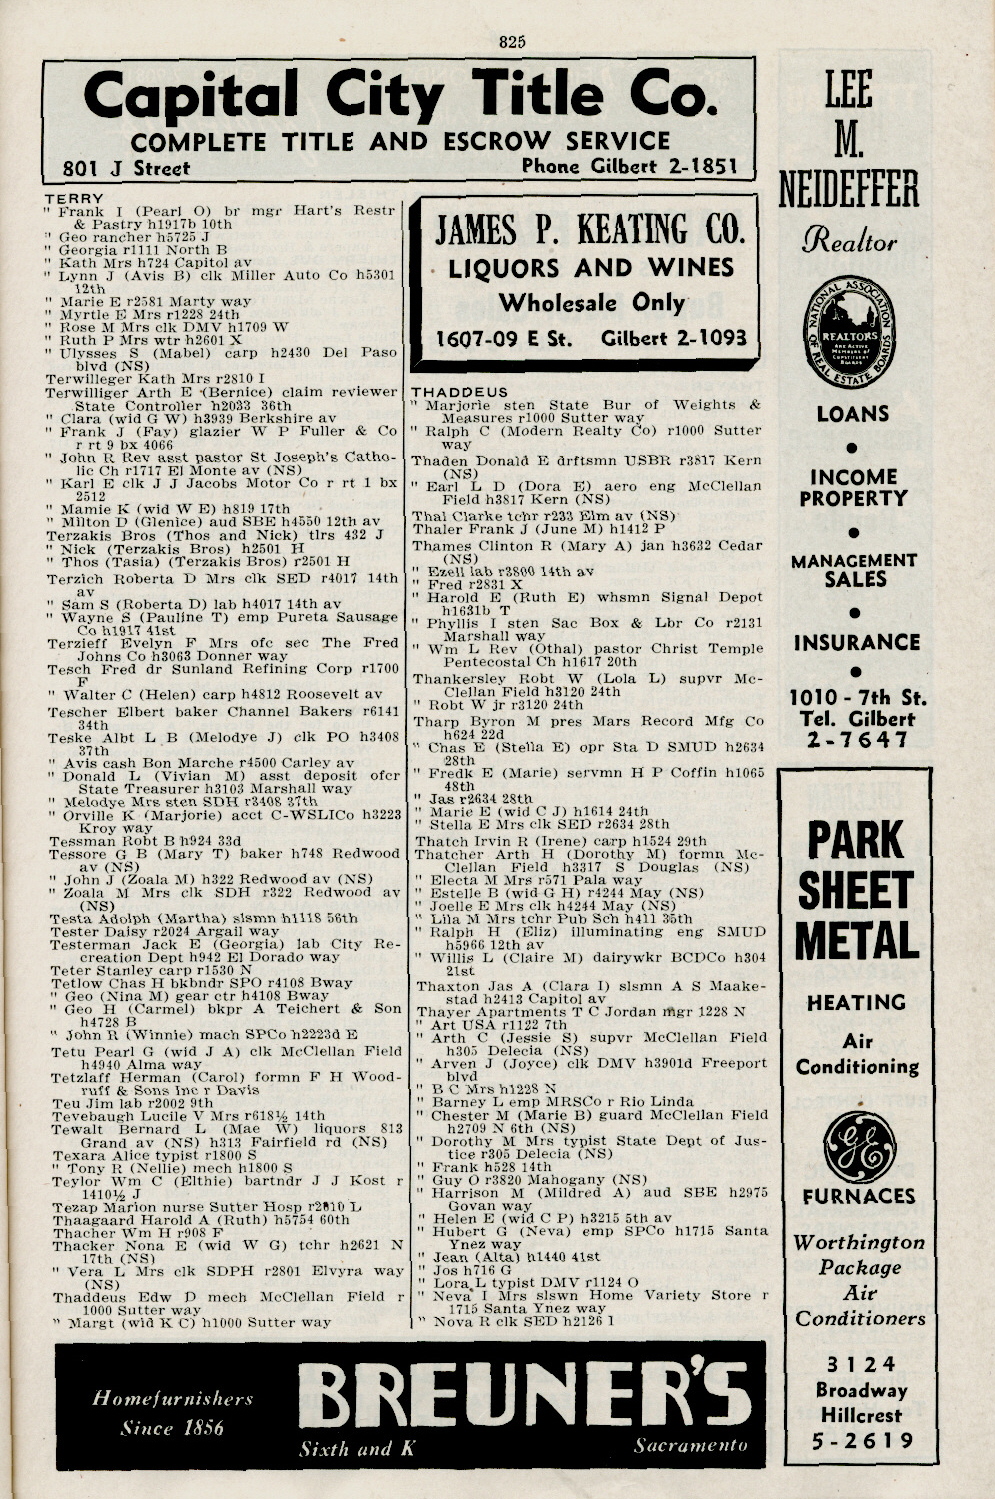 825
Capital City Title Co.
COMPLETE TITLE AND ESCROW SERVICE
801 J Street Phone Gilbert 2-1851
TERRY
" Frank I (Pearl O) br mgr Hart's Restr
& Pastry h1917b 10th
" Geo rancher h5725 J
" Georgia r1111 North B
" Kath Mrs h724 Capitol av
" Lynn J (Avis B) clk Miller Auto Co h5301
12th
" Marie E r2581 Marty way
" Myrtle E Mrs r1228 24th
" Rose M Mrs clk DMV h1709 W
" Ruth P Mrs wtr h2601 X
" Ulysses S (Mabel) carp h2430 Del Paso
blvd (NS)
Terwilleger Kath Mrs r2810 I
Terwilliger Arth E (Bernice) claim reviewer
State Controller h2033 36th
" Clara (wid G W) h3939 Berkshire av
" Frank J (Fay) glazier W P Fuller & Co
r rt 9 bx 4066
" John R Rev asst pastor St Joseph's Catho-
lic Ch r1717 El Monte av (NS)
" Karl E clk J J Jacobs Motor Co r rt 1 bx
2512
" Mamie K (wid W E) h819 17th
" Milton D (Glenice) aud SBE h4550 12th av
Terzakis Bros (Thos and Nick) tlrs 432 J
" Nick (Terzakis Bros) h2501 H
" Thos (Tasia) (Terzakis Bros) r2501 H
Terzich Roberta D Mrs clk SED r4017 14th
av
" Sam S (Roberta D) lab h4017 14th av
" Wayne S (Pauline T) emp Pureta Sausage
Co h1917 41st
Terzieff Evelyn F Mrs ofc sec The Fred
Johns Co h3063 Donner way
Tesch Fred dr Sunland Refining Corp r1700
F
" Walter C (Helen) carp h4812 Roosevelt av
Tescher Elbert baker Channel Bakers r6141
34th
Teske Albt L B (Melodye J) clk PO h3408
37th
" Avis cash Bon Marche r4500 Carley av
" Donald L (Vivian M) asst deposit ofcr
State Treasurer h3103 Marshall way
" Melodye Mrs sten SDH r3408 37th
" Orville K (Marjorie) acct C-WSLICo h3223
Kroy way
Tessman Robt B h924 33d
Tessore G B (Mary T) baker h748 Redwood
av (NS)
" John J (Zoala M) h322 Redwood av (NS)
" Zoala M Mrs clk SDH r322 Redwood av
(NS)
Testa Adolph (Martha) slsmn h1118 56th
Tester Daisy r2024 Argail way
Testerman Jack E (Georgia) lab City Re-
creation Dept h942 El Dorado way
Teter Stanley carp r1530 N
Tetlow Chas H bkbndr SPO r4108 Bway
" Geo (Nina M) gear ctr h4108 Bway
" Geo H (Carmel) bkpr A Teichert & Son
h4728 B
" John R (Winnie) mach SPCo h2223d E
Tetu Pearl G (wid J A) clk McClellan Field
h4940 Alma way
Tetzlaff Herman (Carol) formn F H Wood-
ruff & Sons Inc r Davis
Teu Jim lab r2002 9th
Tevebaugh Lucile V Mrs r618½ 14th
Tewalt Bernard L (Mae W) liquors 813
Grand av (NS) h313 Fairfield rd (NS)
Texara Alice typist r1800 S
" Tony R (Nellie) mech h1800 S
Teylor Wm C (Elthie) bartndr J J Kost r
1410½ J
Tezap Marion nurse Sutter Hosp r2810 L
Thaagaard Harold A (Ruth) h5754 60th
Thacher Wm H r908 F
Thacker Nona E (wid W G) tchr h2621 N
17th (NS)
" Vera L Mrs clk SDPH r2801 Elvyra way
(NS)
Thaddeus Edw D mech McClellan Field r
1000 Sutter way
" Margt (wid K C) h1000 Sutter way
JAMES P. KEATING CO.
LIQUORS AND WINES
Wholesale Only
1607-09 E St. Gilbert 2-1093
THADDEUS
" Marjorie sten State Bur of Weights &
Measures r1000 Sutter way
" Ralph C (Modern Realty Co) r1000 Sutter
way
Thaden Donald E drftsmn USBR r3817 Kern
(NS)
" Earl L D (Dora E) aero eng McClellan
Field h3817 Kern (NS)
Thal Clarke tchr r233 Elm av (NS)
Thaler Frank J (June M) h1412 P
Thames Clinton R (Mary A) jan h3632 Cedar
(NS)
" Ezell lab r3800 14th av
" Fred r2831 X
" Harold E (Ruth E) whsmn Signal Depot
h1631b T
" Phyllis I sten Sac Box & Lbr Co r2131
Marshall way
" Wm L Rev (Othal) pastor Christ Temple
Pentecostal Ch h1617 20th
Thankersley Robt W (Lola L) supvr Mc-
Clellan Field h3120 24th
" Robt W jr r3120 24th
Tharp Byron M pres Mars Record Mfg Co
h624 22d
" Chas E (Stella E) opr Sta D SMUD h2634
28th
" Fredk E (Marie) servmn H P Coffin h1065
48th
" Jas r2634 28th
" Marie E (wid C J) h1614 24th
" Stella E Mrs clk SED r2634 28th
Thatch Irvin R (Irene) carp h1524 29th
Thatcher Arth H (Dorothy M) formn Mc-
Clellan Field h3317 S Douglas (NS)
" Electa M Mrs r571 Pala way
" Estelle B (wid G H) r4244 May (NS)
" Joelle E Mrs clk h4244 May (NS)
" Lila M Mrs tchr Pub Sch h411 35th
" Ralph H (Eliz) illuminating eng SMUD
h5966 12th av
" Willis L (Claire M) dairywkr BCDCo h304
21st
Thaxton Jas A (Clara I) slsmn A S Maake-
stad h2413 Capitol av
Thayer Apartments T C Jordan mgr 1228 N
" Art USA r1122 7th
" Arth C (Jessie S) supvr McClellan Field
h305 Delecia (NS)
" Arven J (Joyce) clk DMV h3901d Freeport
blvd
" B C Mrs h1228 N
" Barney L emp MRSCo r Rio Linda
" Chester M (Marie B) guard McClellan Field
h2709 N 6th (NS)
" Dorothy M Mrs typist State Dept of Jus-
tice r305 Delecia (NS)
" Frank h528 14th
" Guy O r3820 Mahogany (NS)
" Harrison M (Mildred A) aud SBE h2975
Govan way
" Helen E (wid C P) h3215 5th av
" Hubert G (Neva) emp SPCo h1715 Santa
Ynez way
" Jean (Alta) h1440 41st
" Jos h716 G
" Lora L typist DMV r1124 O
" Neva I Mrs slswn Home Variety Store r
1715 Santa Ynez way
" Nova R clk SED h2126 I
LEE
M.
NEIDEFFER
Realtor
NATIONAL ASSOCIATION OF REAL ESTATE BOARDS
REALTORS
ARE ACTIVE
MEMBERS OF
CONSTITUENT
BOARDS
LOANS
•
INCOME
PROPERTY
•
MANAGEMENT
SALES
•
INSURANCE
•
1010 - 7th St.
Tel. Gilbert
2-7647
PARK
SHEET
METAL
HEATING
Air
Conditioning
GE
FURNACES
Worthington
Package
Air
Conditioners
3124
Broadway
Hillcrest
5-2619
Homefurnishers
Since 1856
BREUNER'S
Sixth and K Sacramento